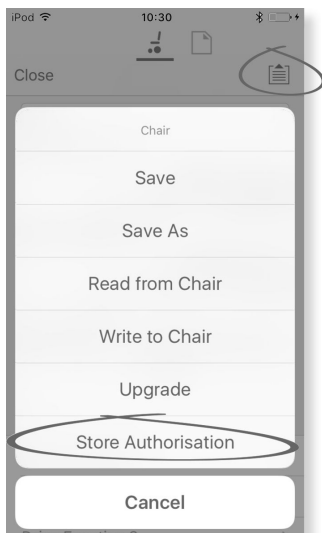 iPod 10:30
Close
Chair
Save
Save As
Read from Chair
Write to Chair
Upgrade
Store Authorisation
Cancel